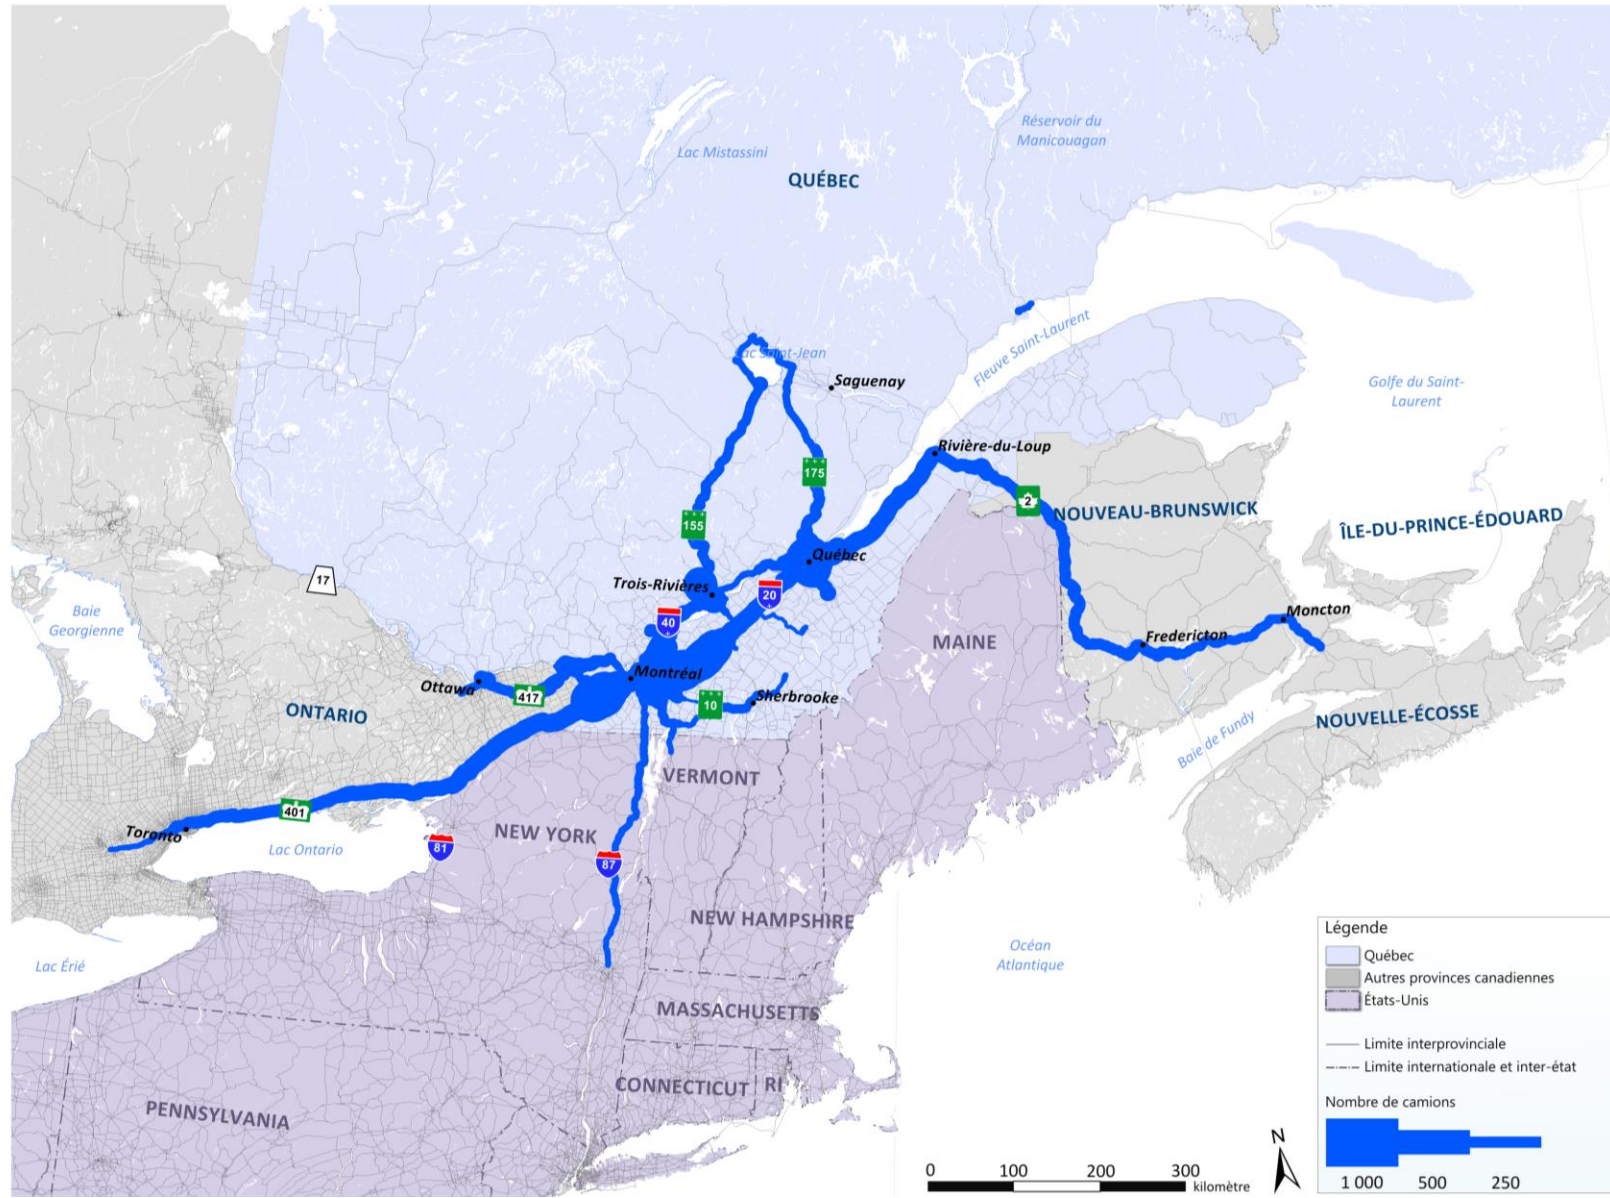 Réservoir du
Manicouagan
Lac Mistassini
QUÉBEC
Fleuve Saint-Laurent
Lac Saint-Jean
Saguenay
Golfe du Saint-
Laurent
Rivière-du-Loup
175
2
NOUVEAU-BRUNSWICK
ÎLE-DU-PRINCE-ÉDOUARD
155
Québec
17
Trois-Rivières
20
40
Baie
Georgienne
Moncton
Fredericton
MAINE
Montréal
Ottawa
417
Sherbrooke
10
ONTARIO
NOUVELLE-ÉCOSSE
Baie de Fundy
VERMONT
401
Toronto
NEW YORK
Lac Ontario
81
87
NEW HAMPSHIRE
Océan
Atlantique
Lac Érié
MASSACHUSETTS
CONNECTICUT
RI
PENNSYLVANIA
Légende
Québec
Autres provinces canadiennes
États-Unis
Limite interprovinciale
Limite internationale et inter-état
Nombre de camions
1 000 500 250
N
0 100 200 300
kilomètre